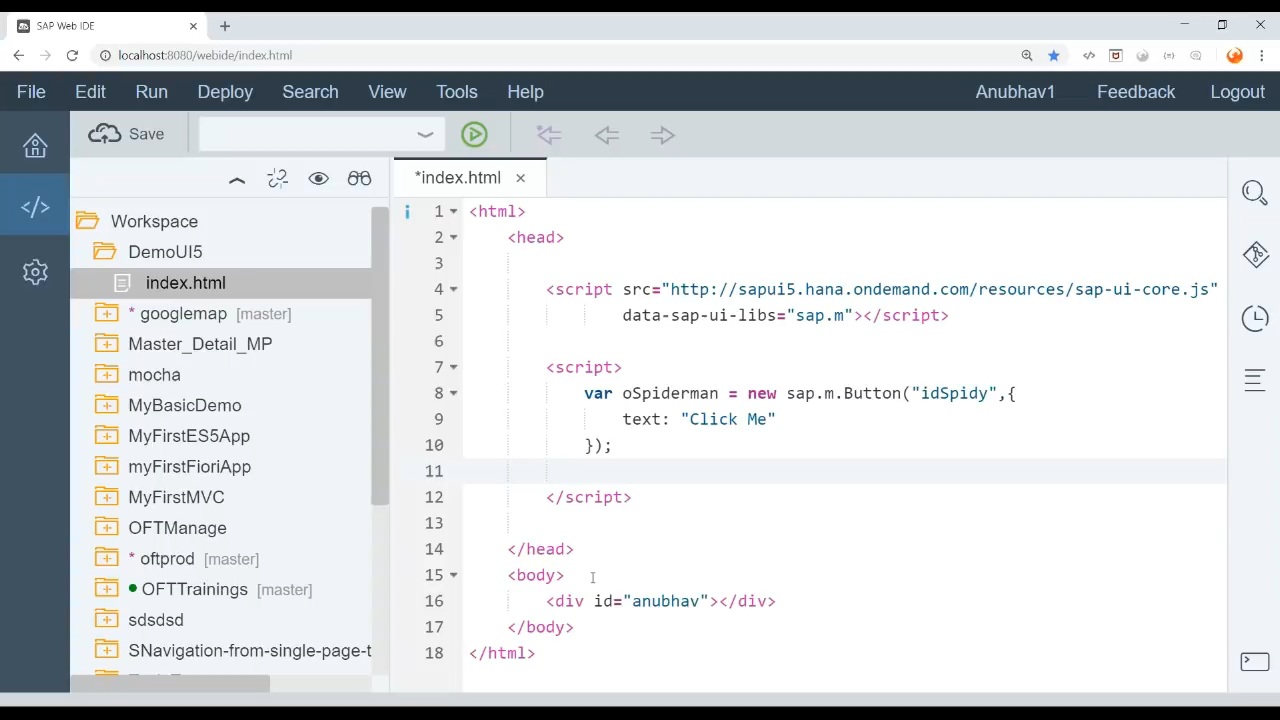 SAP Web IDE
localhost:8080/webide/index.html
File Edit Run Deploy Search View Tools Help Anubhav1 Feedback Logout
Save
*index.html
Workspace
DemoUI5
index.html
* googlemap [master]
Master_Detail_MP
mocha
MyBasicDemo
MyFirstES5App
myFirstFioriApp
MyFirstMVC
OFTManage
* oftprod [master]
OFTTrainings [master]
sdsdsd
SNavigation-from-single-page-t
1 <html>
2 <head>
3
4 <script src="http://sapui5.hana.ondemand.com/resources/sap-ui-core.js"
5 data-sap-ui-libs="sap.m"></script>
6
7 <script>
8 var oSpiderman = new sap.m.Button("idSpidy",{
9 text: "Click Me"
10 });
11
12 </script>
13
14 </head>
15 <body>
16 <div id="anubhav"></div>
17 </body>
18 </html>